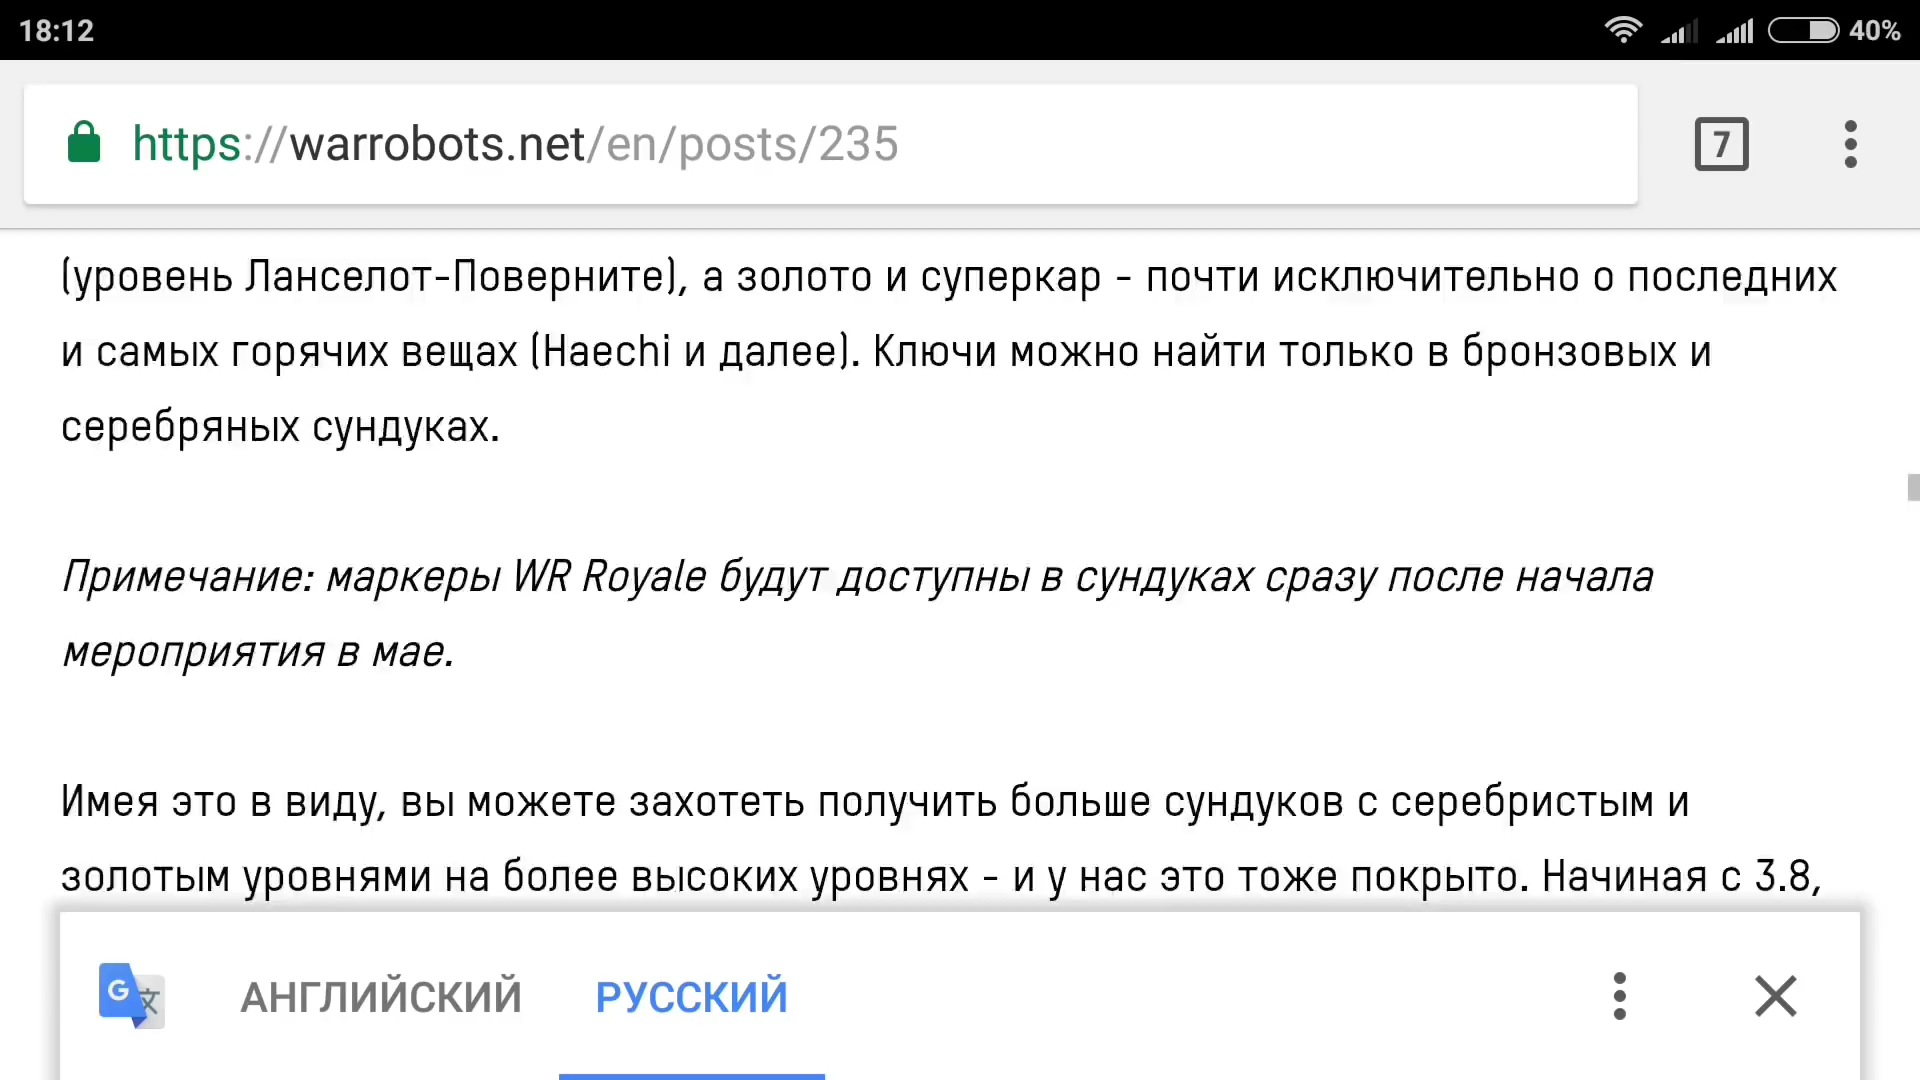 18:12
40%
https://warrobots.net/en/posts/235
7
(уровень Ланселот-Поверните), а золото и суперкар - почти исключительно о последних
и самых горячих вещах (Haechi и далее). Ключи можно найти только в бронзовых и
серебряных сундуках.
Примечание: маркеры WR Royale будут доступны в сундуках сразу после начала
мероприятия в мае.
Имея это в виду, вы можете захотеть получить больше сундуков с серебристым и
золотым уровнями на более высоких уровнях - и у нас это тоже покрыто. Начиная с 3.8,
G 文
АНГЛИЙСКИЙ
РУССКИЙ